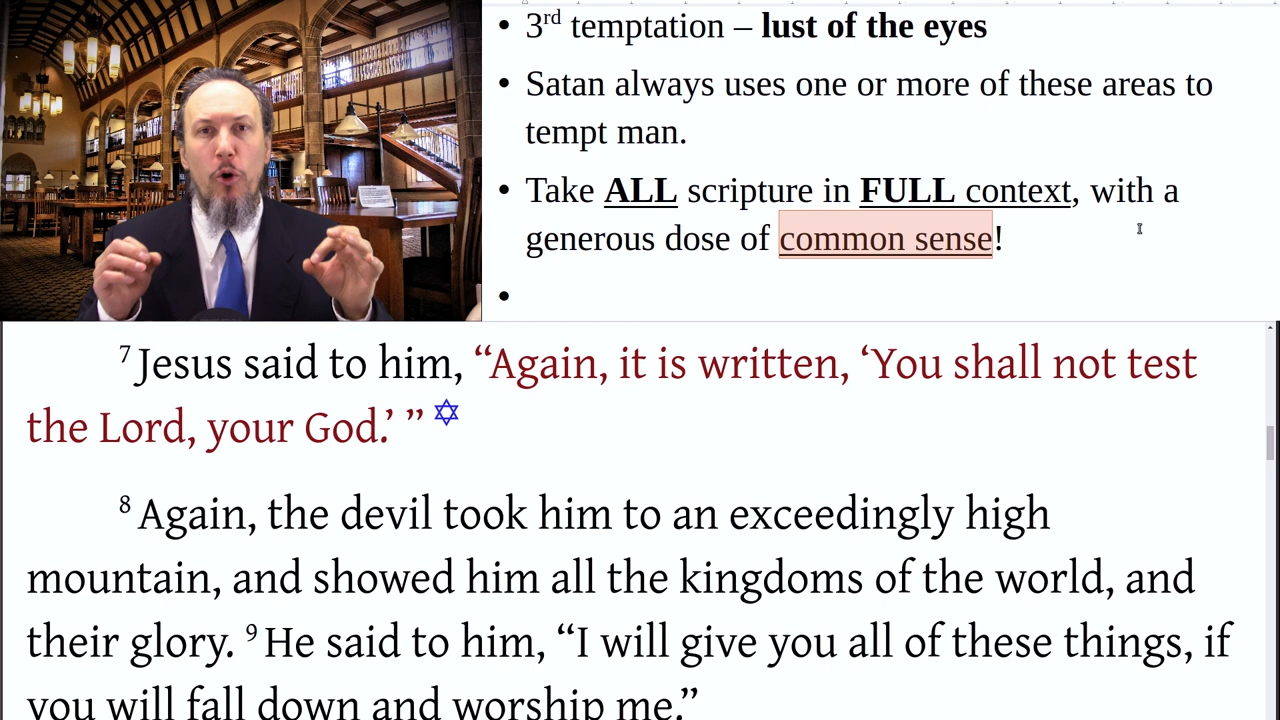 • 3rd temptation – lust of the eyes
• Satan always uses one or more of these areas to
tempt man.
• Take ALL scripture in FULL context, with a
generous dose of common sense!
•
7 Jesus said to him, “Again, it is written, ‘You shall not test
the Lord, your God.’ ” ✡
8 Again, the devil took him to an exceedingly high
mountain, and showed him all the kingdoms of the world, and
their glory. 9 He said to him, “I will give you all of these things, if
you will fall down and worship me.”